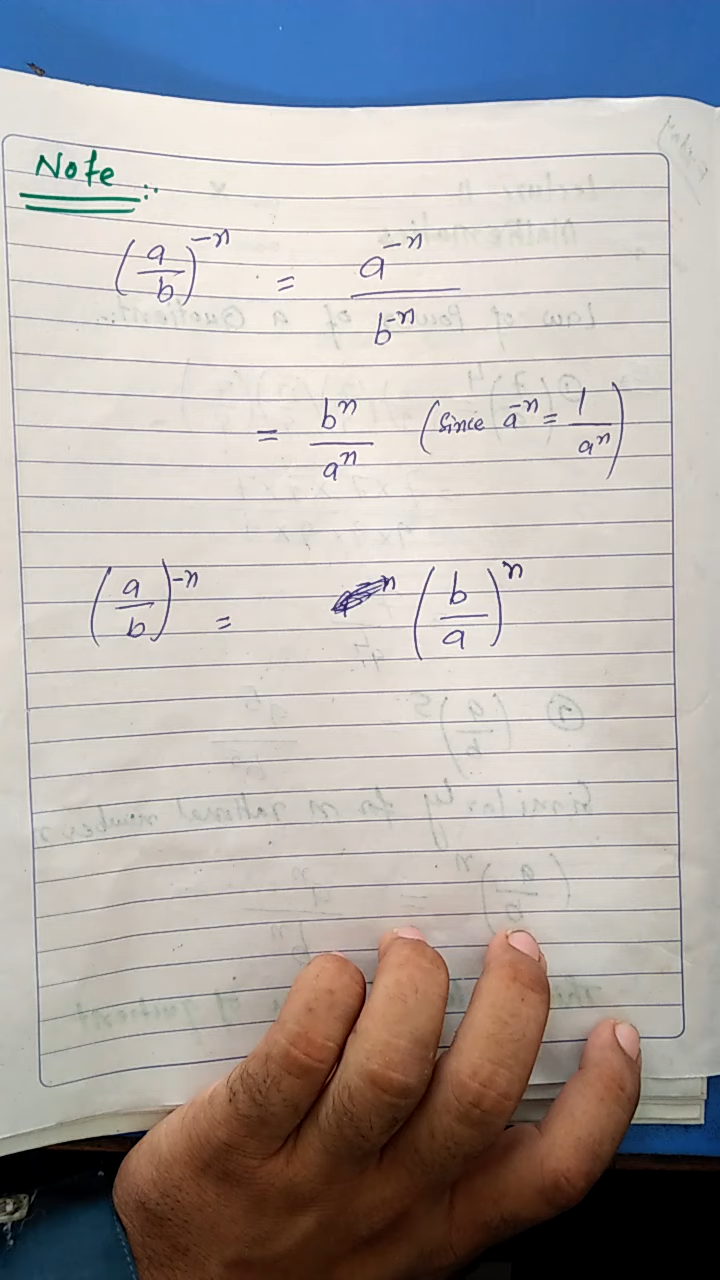 Note :
(a/b)^-n = a^-n / b^-n
= b^n / a^n (Since a^-n = 1/a^n)
(a/b)^-n = n (b/a)^n